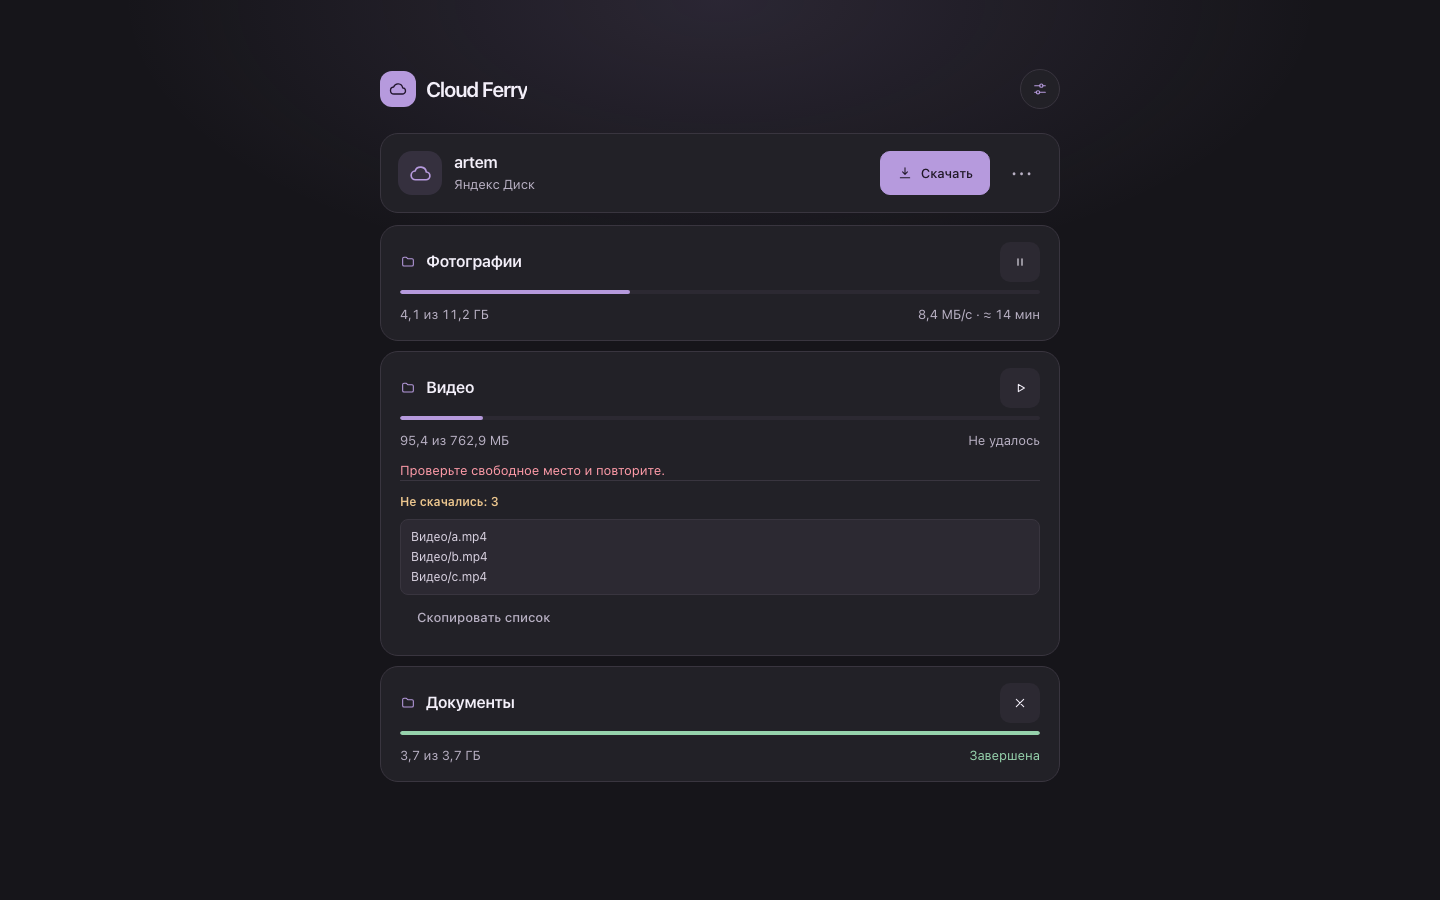 Cloud Ferry
artem
Яндекс Диск
Скачать
Фотографии
4,1 из 11,2 ГБ
8,4 МБ/с · ≈ 14 мин
Видео
95,4 из 762,9 МБ
Не удалось
Проверьте свободное место и повторите.
Не скачались: 3
Видео/a.mp4
Видео/b.mp4
Видео/c.mp4
Скопировать список
Документы
3,7 из 3,7 ГБ
Завершена